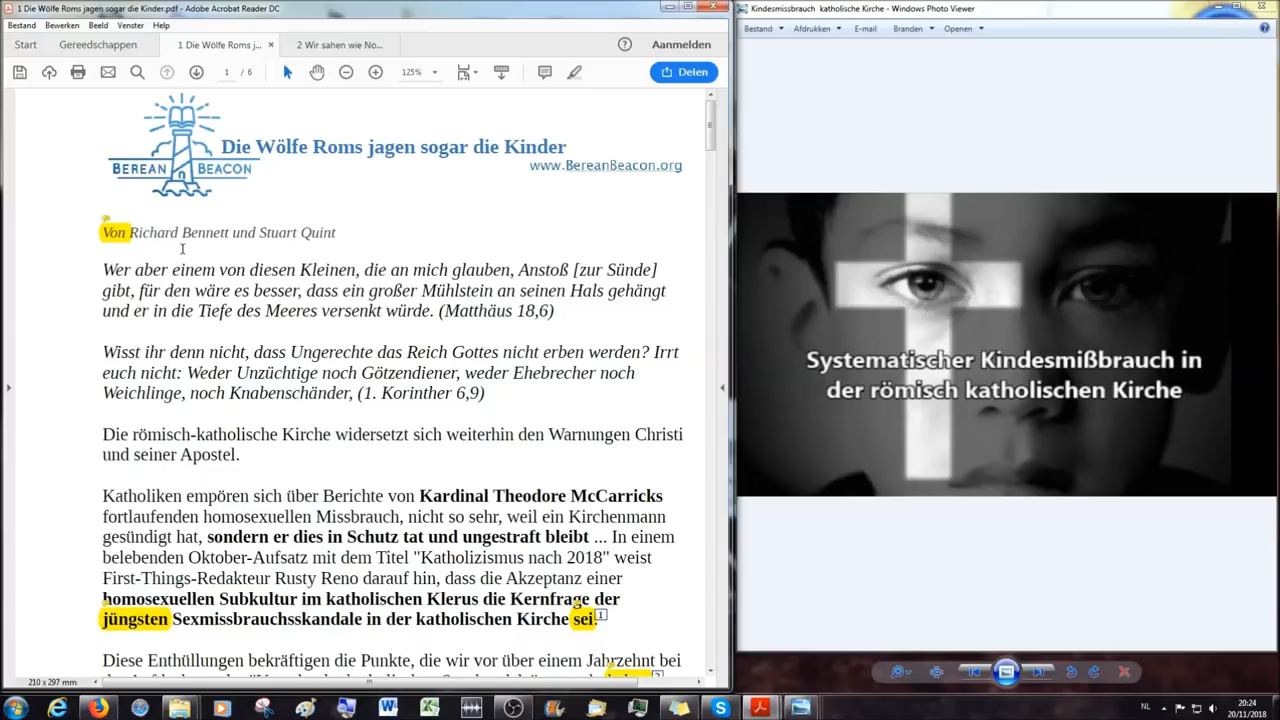 1 Die Wölfe Roms jagen sogar die Kinder.pdf - Adobe Acrobat Reader DC
Bestand Bewerken Beeld Venster Help
Start Gereedschappen 1 Die Wölfe Roms j... × 2 Wir sahen wie No... Aanmelden
1 / 6 125% Delen
Die Wölfe Roms jagen sogar die Kinder
BEREAN BEACON
www.BereanBeacon.org
Von Richard Bennett und Stuart Quint
Wer aber einem von diesen Kleinen, die an mich glauben, Anstoß [zur Sünde]
gibt, für den wäre es besser, dass ein großer Mühlstein an seinen Hals gehängt
und er in die Tiefe des Meeres versenkt würde. (Matthäus 18,6)
Wisst ihr denn nicht, dass Ungerechte das Reich Gottes nicht erben werden? Irrt
euch nicht: Weder Unzüchtige noch Götzendiener, weder Ehebrecher noch
Weichlinge, noch Knabenschänder, (1. Korinther 6,9)
Die römisch-katholische Kirche widersetzt sich weiterhin den Warnungen Christi
und seiner Apostel.
Katholiken empören sich über Berichte von Kardinal Theodore McCarricks
fortlaufenden homosexuellen Missbrauch, nicht so sehr, weil ein Kirchenmann
gesündigt hat, sondern er dies in Schutz tat und ungestraft bleibt ... In einem
belebenden Oktober-Aufsatz mit dem Titel "Katholizismus nach 2018" weist
First-Things-Redakteur Rusty Reno darauf hin, dass die Akzeptanz einer
homosexuellen Subkultur im katholischen Klerus die Kernfrage der
jüngsten Sexmissbrauchsskandale in der katholischen Kirche sei. 1
Diese Enthüllungen bekräftigen die Punkte, die wir vor über einem Jahrzehnt bei
210 x 297 mm
Kindesmissbrauch katholische Kirche - Windows Photo Viewer
Bestand Afdrukken E-mail Branden Openen
Systematischer Kindesmißbrauch in
der römisch katholischen Kirche
NL 20:24
20/11/2018